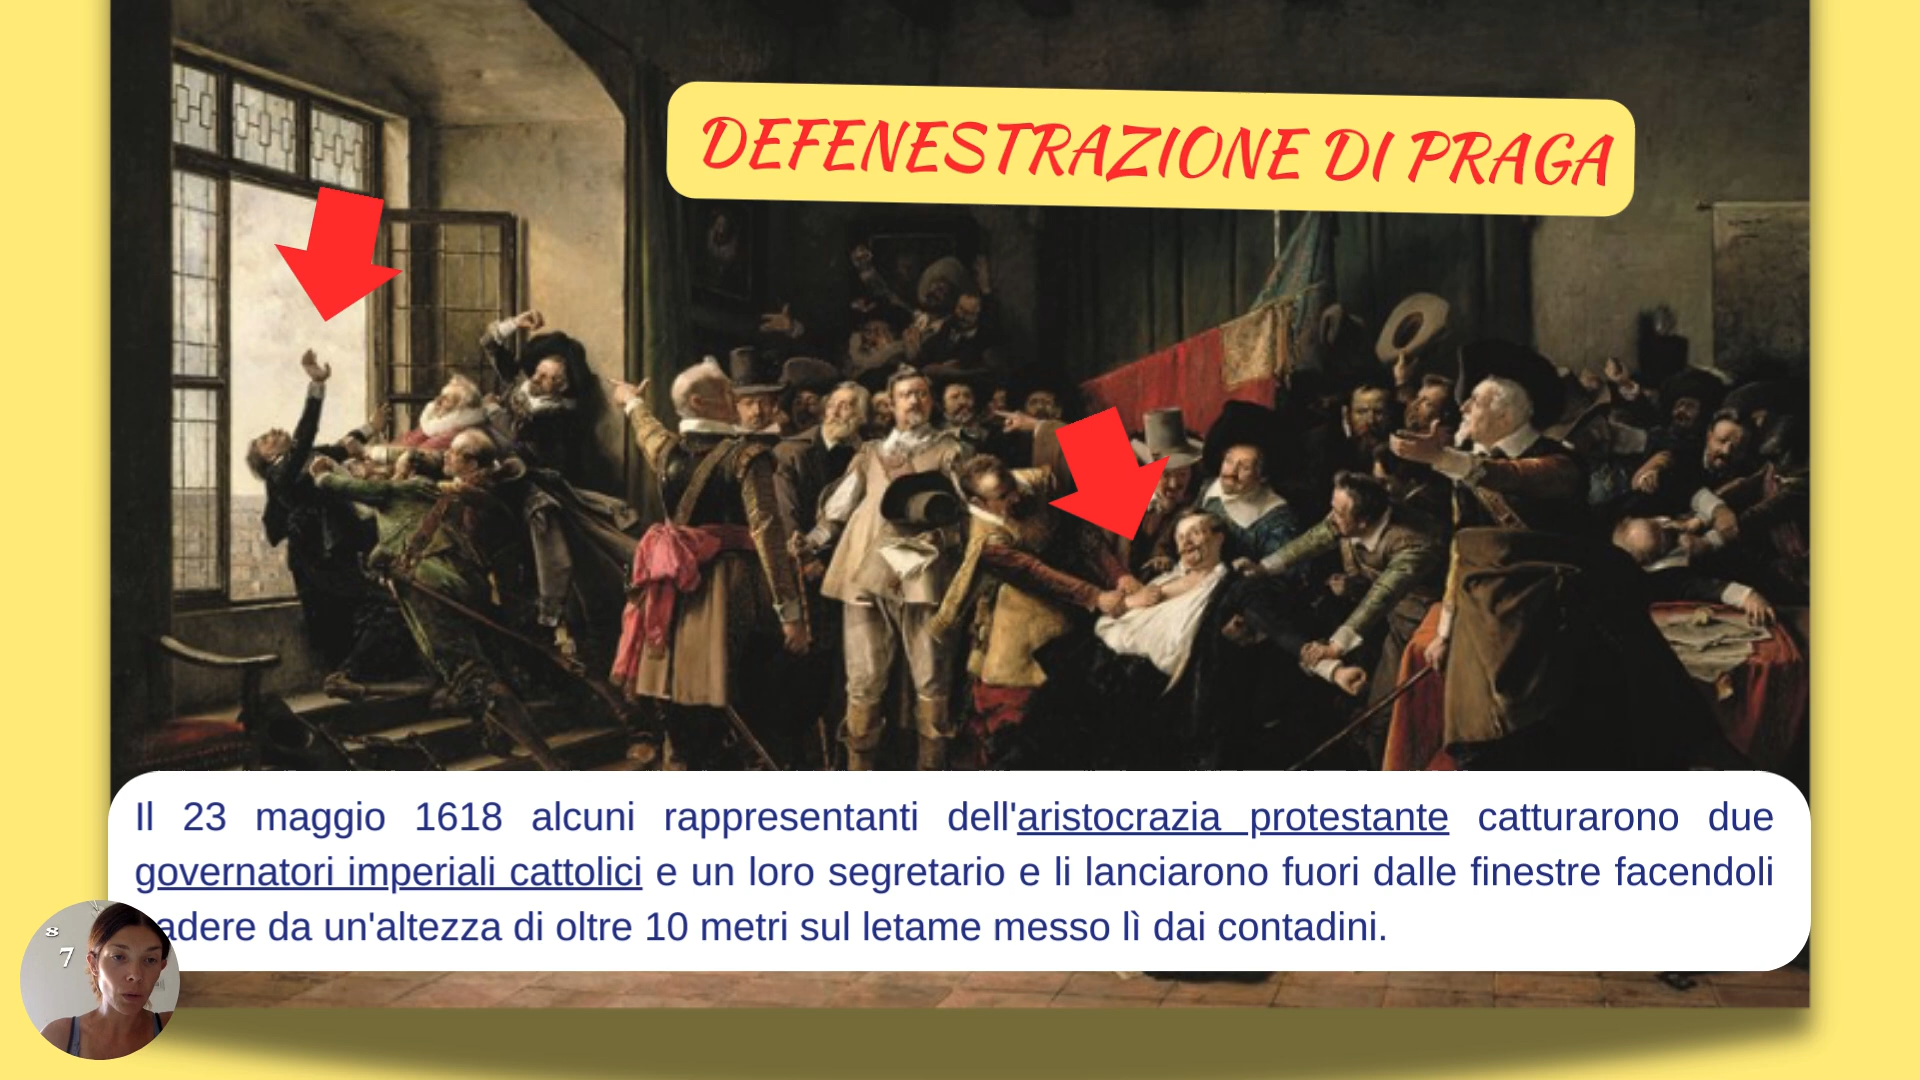 DEFENESTRAZIONE DI PRAGA
Il 23 maggio 1618 alcuni rappresentanti dell'aristocrazia protestante catturarono due
governatori imperiali cattolici e un loro segretario e li lanciarono fuori dalle finestre facendoli
adere da un'altezza di oltre 10 metri sul letame messo lì dai contadini.
8
7